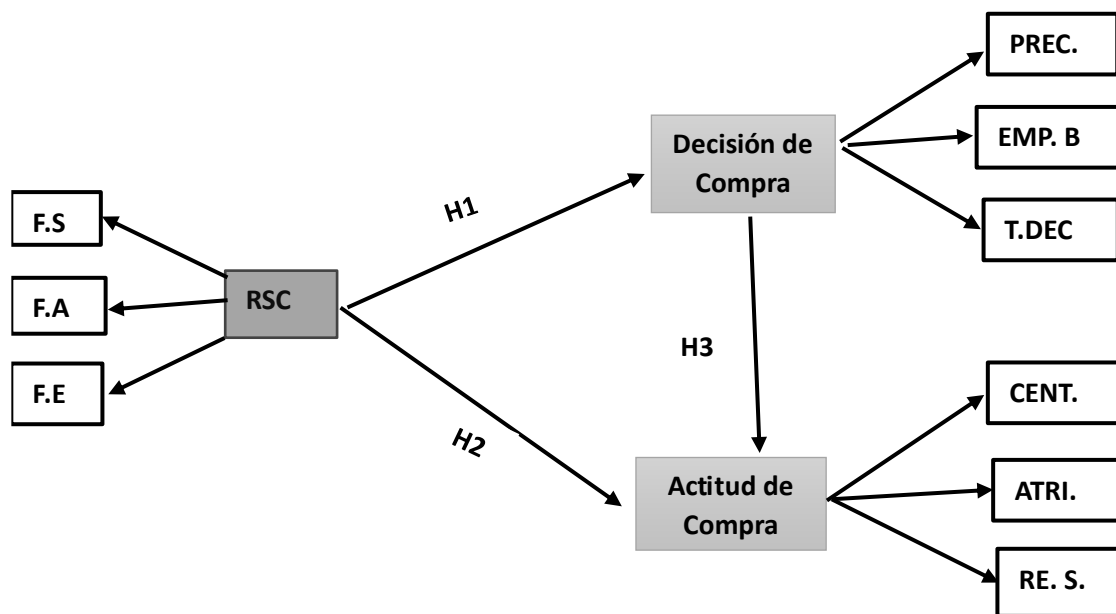 PREC.
EMP. B
T.DEC
Decisión de
Compra
H1
F.S
F.A
F.E
RSC
H3
H2
Actitud de
Compra
CENT.
ATRI.
RE. S.